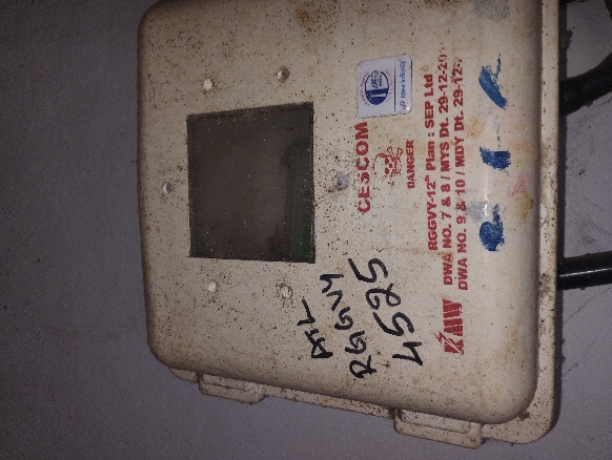 CESCOM
DANGER
RGGVY-12th Plan : SEP Ltd
DWA NO. 7 & 8 / MYS Dt. 29-12-20
DWA NO. 9 & 10 / MDY Dt. 29-12-
RGGVY
4525